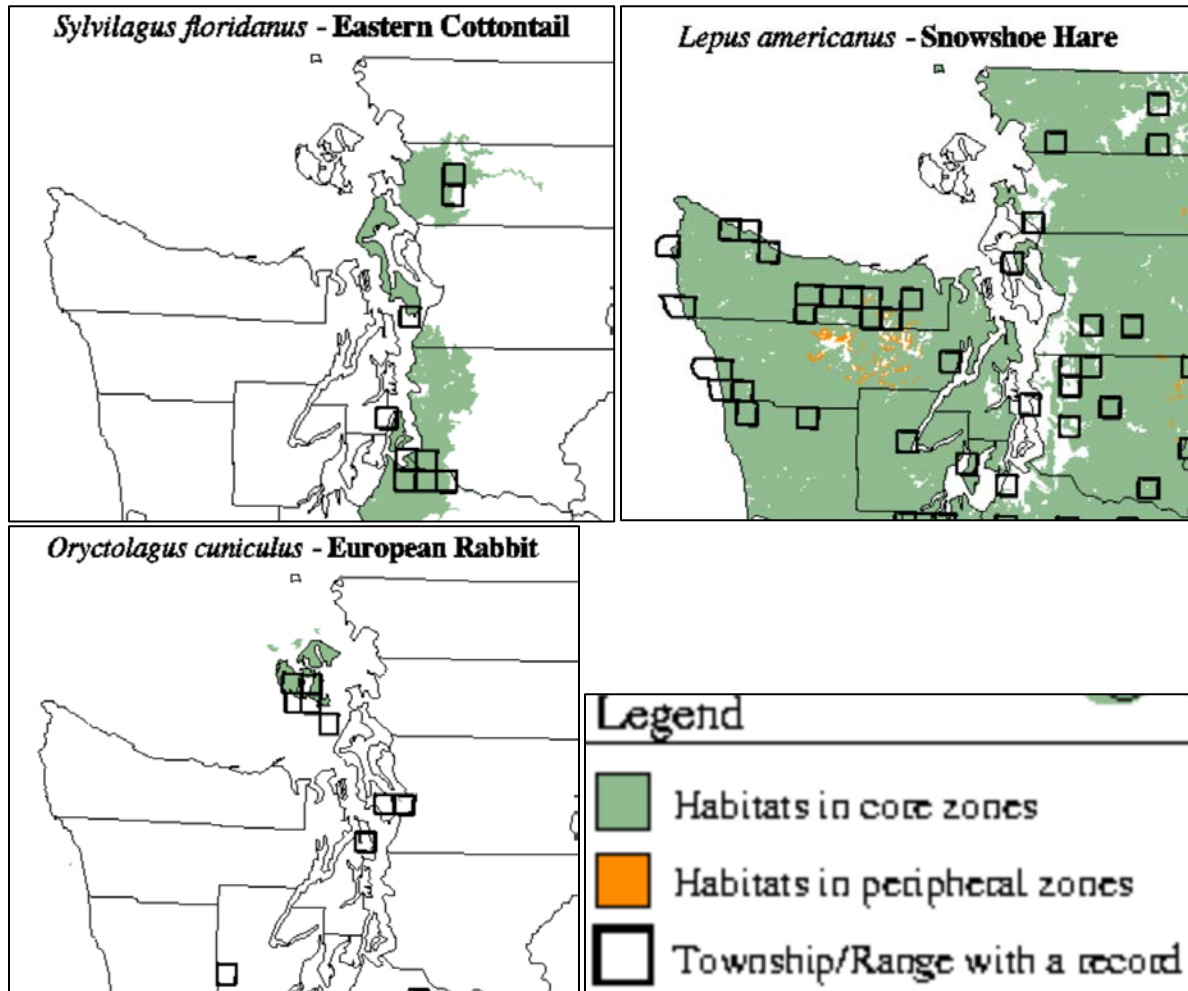 Sylvilagus floridanus - Eastern Cottontail
Lepus americanus - Snowshoe Hare
Oryctolagus cuniculus - European Rabbit
Legend
Habitats in core zones
Habitats in peripheral zones
Township/Range with a record